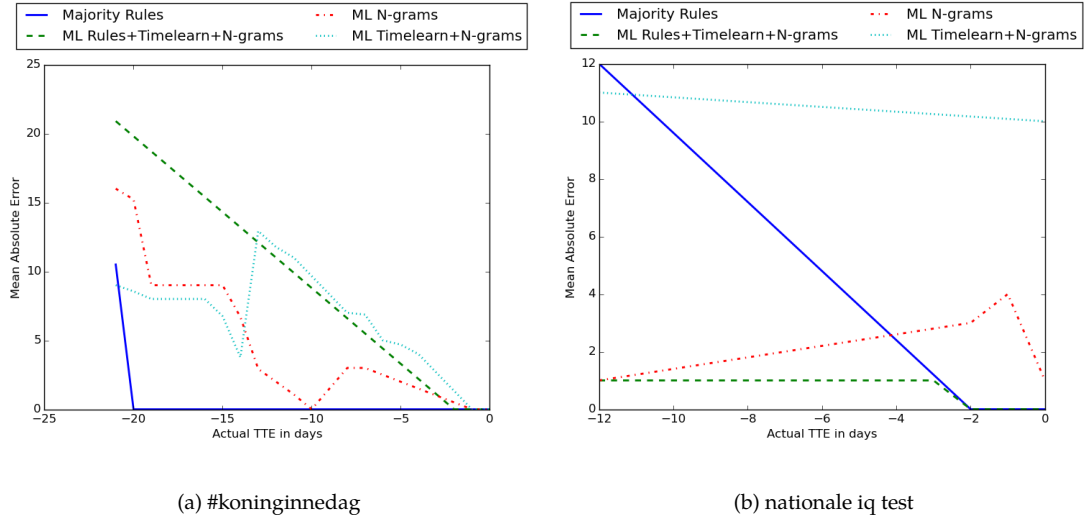 Majority Rules
ML N-grams
ML Rules+Timelearn+N-grams
ML Timelearn+N-grams
25
20
15
10
5
0
Mean Absolute Error
−25 −20 −15 −10 −5 0
Actual TTE in days
(a) #koninginnedag
Majority Rules
ML N-grams
ML Rules+Timelearn+N-grams
ML Timelearn+N-grams
12
10
8
6
4
2
0
Mean Absolute Error
−12 −10 −8 −6 −4 −2 0
Actual TTE in days
(b) nationale iq test